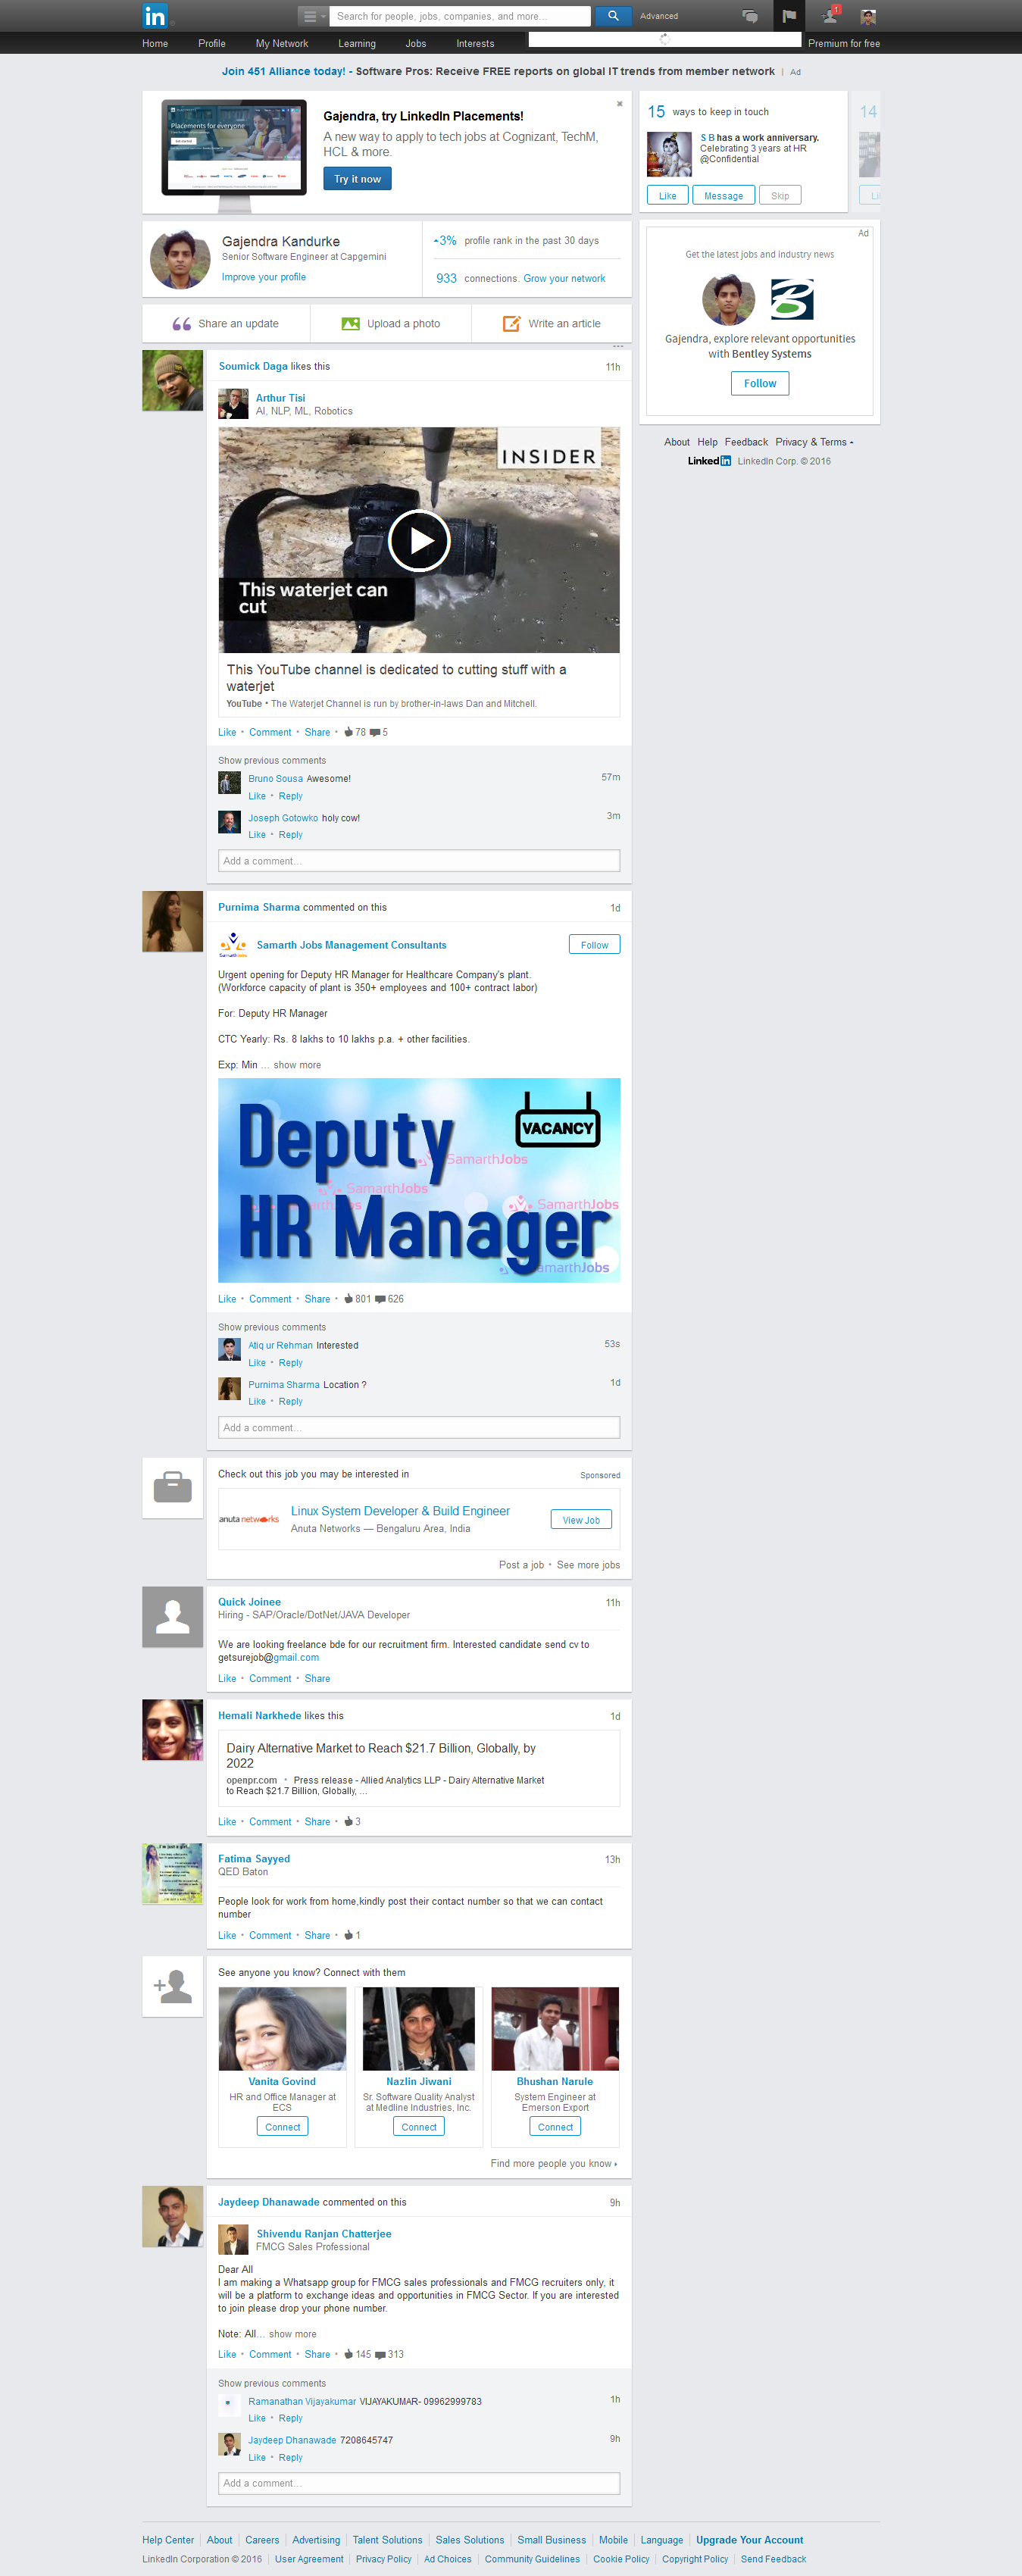 in
Search for people, jobs, companies, and more...
Advanced
1
Home
Profile
My Network
Learning
Jobs
Interests
Premium for free
Join 451 Alliance today! - Software Pros: Receive FREE reports on global IT trends from member network | Ad
Placements for everyone
Gajendra, try LinkedIn Placements!
A new way to apply to tech jobs at Cognizant, TechM,
HCL & more.
Try it now
15 ways to keep in touch
S B has a work anniversary.
Celebrating 3 years at HR
@Confidential
Like
Message
Skip
14
Gajendra Kandurke
Senior Software Engineer at Capgemini
Improve your profile
3% profile rank in the past 30 days
933 connections. Grow your network
Share an update
Upload a photo
Write an article
Ad
Get the latest jobs and industry news
Gajendra, explore relevant opportunities
with Bentley Systems
Follow
About Help Feedback Privacy & Terms
LinkedIn LinkedIn Corp. © 2016
Soumick Daga likes this
11h
Arthur Tisi
AI, NLP, ML, Robotics
INSIDER
This waterjet can
cut
This YouTube channel is dedicated to cutting stuff with a
waterjet
YouTube • The Waterjet Channel is run by brother-in-laws Dan and Mitchell.
Like • Comment • Share • 78 5
Show previous comments
Bruno Sousa Awesome!
57m
Like • Reply
Joseph Gotowko holy cow!
3m
Like • Reply
Add a comment...
Purnima Sharma commented on this
1d
Samarth Jobs Management Consultants
Follow
Urgent opening for Deputy HR Manager for Healthcare Company's plant.
(Workforce capacity of plant is 350+ employees and 100+ contract labor)
For: Deputy HR Manager
CTC Yearly: Rs. 8 lakhs to 10 lakhs p.a. + other facilities.
Exp: Min ... show more
Deputy
VACANCY
SamarthJobs
SamarthJobs
SamarthJobs
HR Manager
SamarthJobs
Like • Comment • Share • 801 626
Show previous comments
Atiq ur Rehman Interested
53s
Like • Reply
Purnima Sharma Location ?
1d
Like • Reply
Add a comment...
Check out this job you may be interested in
Sponsored
anuta networks
Linux System Developer & Build Engineer
Anuta Networks — Bengaluru Area, India
View Job
Post a job • See more jobs
Quick Joinee
11h
Hiring - SAP/Oracle/DotNet/JAVA Developer
We are looking freelance bde for our recruitment firm. Interested candidate send cv to
getsurejob@gmail.com
Like • Comment • Share
Hemali Narkhede likes this
1d
Dairy Alternative Market to Reach $21.7 Billion, Globally, by
2022
openpr.com • Press release - Allied Analytics LLP - Dairy Alternative Market
to Reach $21.7 Billion, Globally, ...
Like • Comment • Share • 3
Fatima Sayyed
13h
QED Baton
People look for work from home,kindly post their contact number so that we can contact
number
Like • Comment • Share • 1
See anyone you know? Connect with them
Vanita Govind
HR and Office Manager at
ECS
Connect
Nazlin Jiwani
Sr. Software Quality Analyst
at Medline Industries, Inc.
Connect
Bhushan Narule
System Engineer at
Emerson Export
Connect
Find more people you know
Jaydeep Dhanawade commented on this
9h
Shivendu Ranjan Chatterjee
FMCG Sales Professional
Dear All
I am making a Whatsapp group for FMCG sales professionals and FMCG recruiters only, it
will be a platform to exchange ideas and opportunities in FMCG Sector. If you are interested
to join please drop your phone number.
Note: All... show more
Like • Comment • Share • 145 313
Show previous comments
Ramanathan Vijayakumar VIJAYAKUMAR- 09962999783
1h
Like • Reply
Jaydeep Dhanawade 7208645747
9h
Like • Reply
Add a comment...
Help Center | About | Careers | Advertising | Talent Solutions | Sales Solutions | Small Business | Mobile | Language | Upgrade Your Account
LinkedIn Corporation © 2016 | User Agreement | Privacy Policy | Ad Choices | Community Guidelines | Cookie Policy | Copyright Policy | Send Feedback